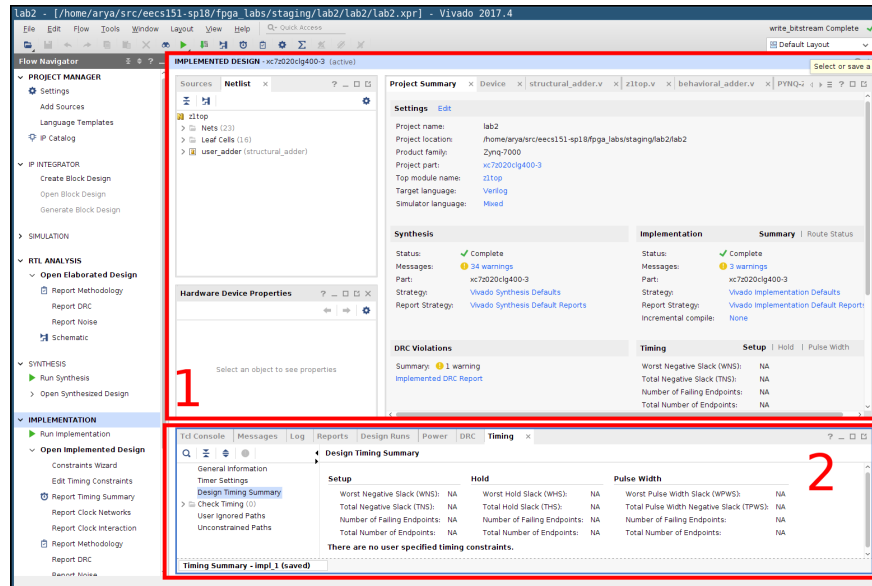 lab2 - [/home/arya/src/eecs151-sp18/fpga_labs/staging/lab2/lab2/lab2.xpr] - Vivado 2017.4
File Edit Flow Tools Window Layout View Help Q- Quick Access
write_bitstream Complete
Default Layout
Flow Navigator
IMPLEMENTED DESIGN - xc7z020clg400-3 (active)
Select or save a
PROJECT MANAGER
Settings
Add Sources
Language Templates
IP Catalog
IP INTEGRATOR
Create Block Design
Open Block Design
Generate Block Design
SIMULATION
RTL ANALYSIS
Open Elaborated Design
Report Methodology
Report DRC
Report Noise
Schematic
SYNTHESIS
Run Synthesis
Open Synthesized Design
IMPLEMENTATION
Run Implementation
Open Implemented Design
Constraints Wizard
Edit Timing Constraints
Report Timing Summary
Report Clock Networks
Report Clock Interaction
Report Methodology
Report DRC
Report Noise
Sources Netlist
z1top
Nets (23)
Leaf Cells (16)
user_adder (structural_adder)
Hardware Device Properties
Select an object to see properties
1
Project Summary Device structural_adder.v z1top.v behavioral_adder.v
Settings Edit
Project name: lab2
Project location: /home/arya/src/eecs151-sp18/fpga_labs/staging/lab2/lab2
Product family: Zynq-7000
Project part: xc7z020clg400-3
Top module name: z1top
Target language: Verilog
Simulator language: Mixed
Synthesis
Status: Complete
Messages: 34 warnings
Part: xc7z020clg400-3
Strategy: Vivado Synthesis Defaults
Report Strategy: Vivado Synthesis Default Reports
Implementation Summary | Route Status
Status: Complete
Messages: 3 warnings
Part: xc7z020clg400-3
Strategy: Vivado Implementation Defaults
Report Strategy: Vivado Implementation Default Reports
Incremental compile: None
DRC Violations
Summary: 1 warning
Implemented DRC Report
Timing Setup | Hold | Pulse Width
Worst Negative Slack (WNS): NA
Total Negative Slack (TNS): NA
Number of Failing Endpoints: NA
Total Number of Endpoints: NA
Tcl Console Messages Log Reports Design Runs Power DRC Timing
General Information
Timer Settings
Design Timing Summary
Check Timing (0)
User Ignored Paths
Unconstrained Paths
Design Timing Summary
Setup Hold Pulse Width
Worst Negative Slack (WNS): NA Worst Hold Slack (WHS): NA Worst Pulse Width Slack (WPWS): NA
Total Negative Slack (TNS): NA Total Hold Slack (THS): NA Total Pulse Width Negative Slack (TPWS): NA
Number of Failing Endpoints: NA Number of Failing Endpoints: NA Number of Failing Endpoints: NA
Total Number of Endpoints: NA Total Number of Endpoints: NA Total Number of Endpoints: NA
There are no user specified timing constraints.
2
Timing Summary - impl_1 (saved)